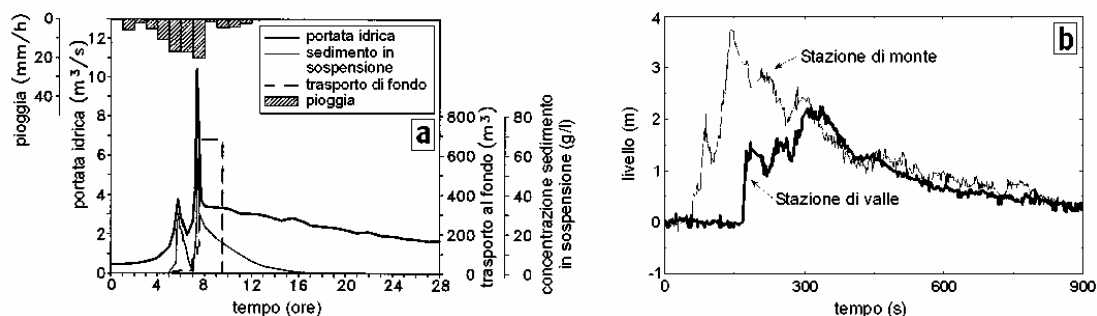 pioggia (mm/h)
0
20
40
portata idrica (m³/s)
12
10
8
6
4
2
0
portata idrica
sedimento in
sospensione
trasporto di fondo
pioggia
a
800
600
400
200
0
trasporto al fondo (m³)
80
60
40
20
0
concentrazione sedimento
in sospensione (g/l)
0 4 8 12 16 20 24 28
tempo (ore)
b
livello (m)
4
3
2
1
0
-1
Stazione di monte
Stazione di valle
0 300 600 900
tempo (s)